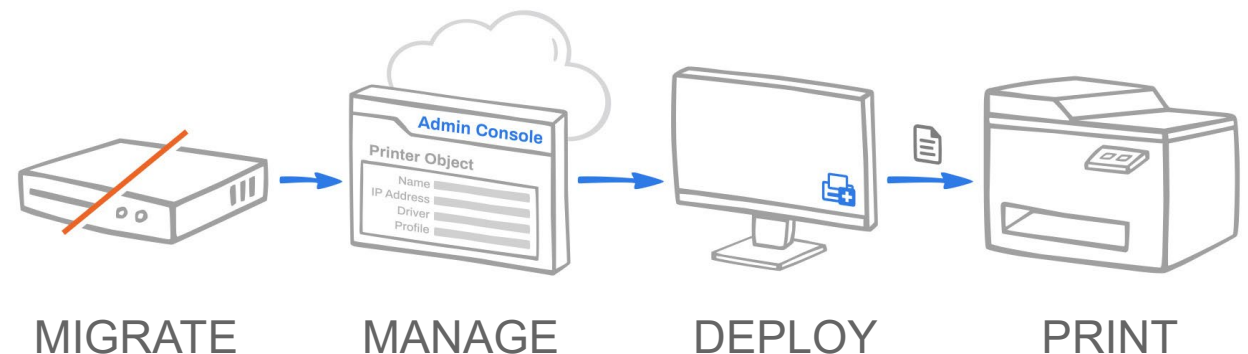 Admin Console
Printer Object
Name
IP Address
Driver
Profile
MIGRATE
MANAGE
DEPLOY
PRINT